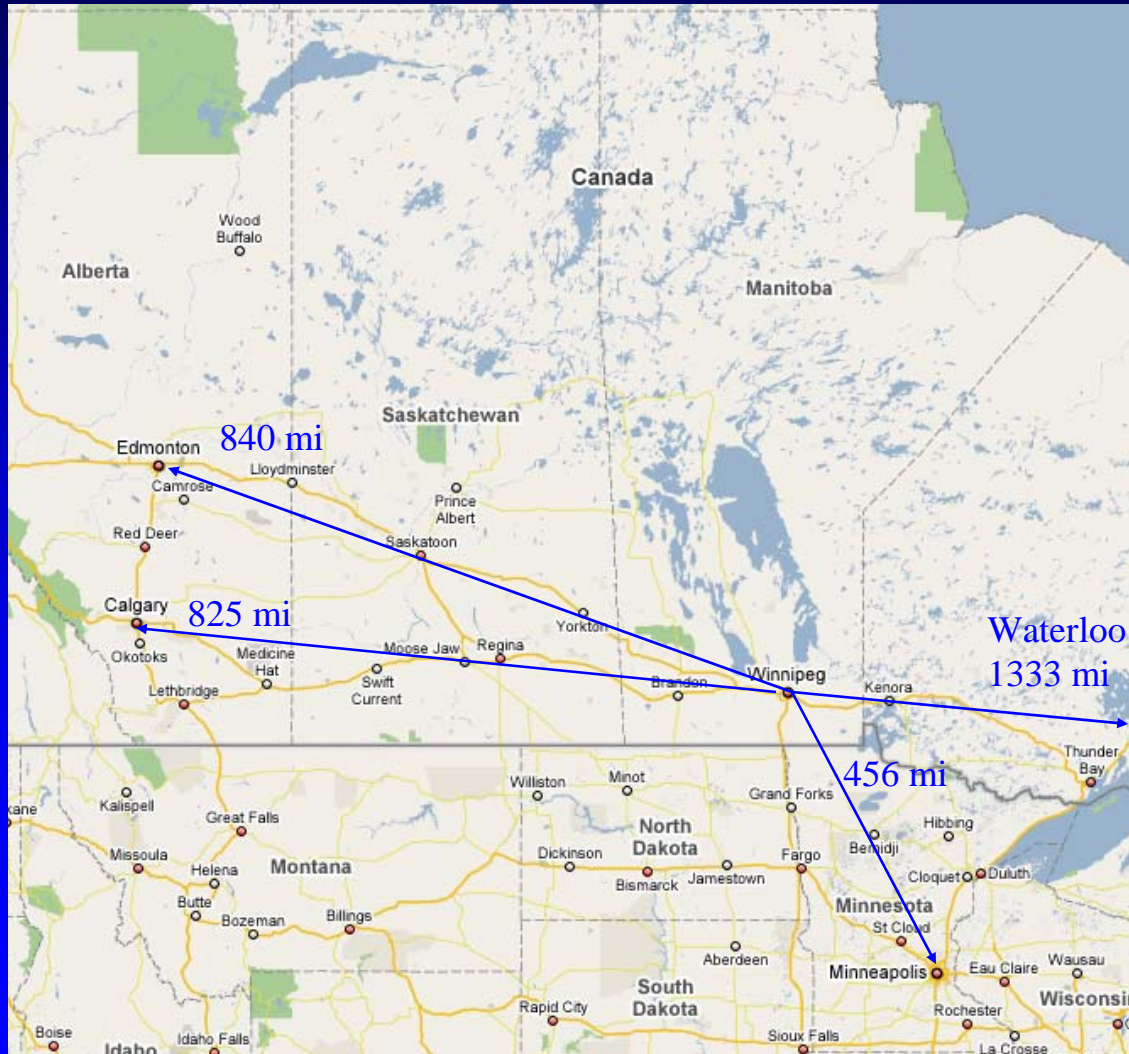 Canada
Wood
Buffalo
Alberta
Manitoba
Saskatchewan
Edmonton
840 mi
Lloydminster
Camrose
Prince
Albert
Red Deer
Saskatoon
Calgary
825 mi
Yorkton
Okotoks
Medicine
Hat
Moose Jaw
Regina
Waterloo
1333 mi
Swift
Current
Brandon
Winnipeg
Kenora
Lethbridge
Thunder
Bay
456 mi
Williston
Minot
Grand Forks
Kalispell
kane
Great Falls
North
Dakota
Bemidji
Hibbing
Missoula
Helena
Montana
Dickinson
Bismarck
Jamestown
Fargo
Cloquet
Duluth
Butte
Bozeman
Billings
Minnesota
St Cloud
Aberdeen
Minneapolis
Eau Claire
Wausau
South
Dakota
Rapid City
Rochester
Wisconsin
Boise
Idaho Falls
Idaho
Sioux Falls
La Crosse